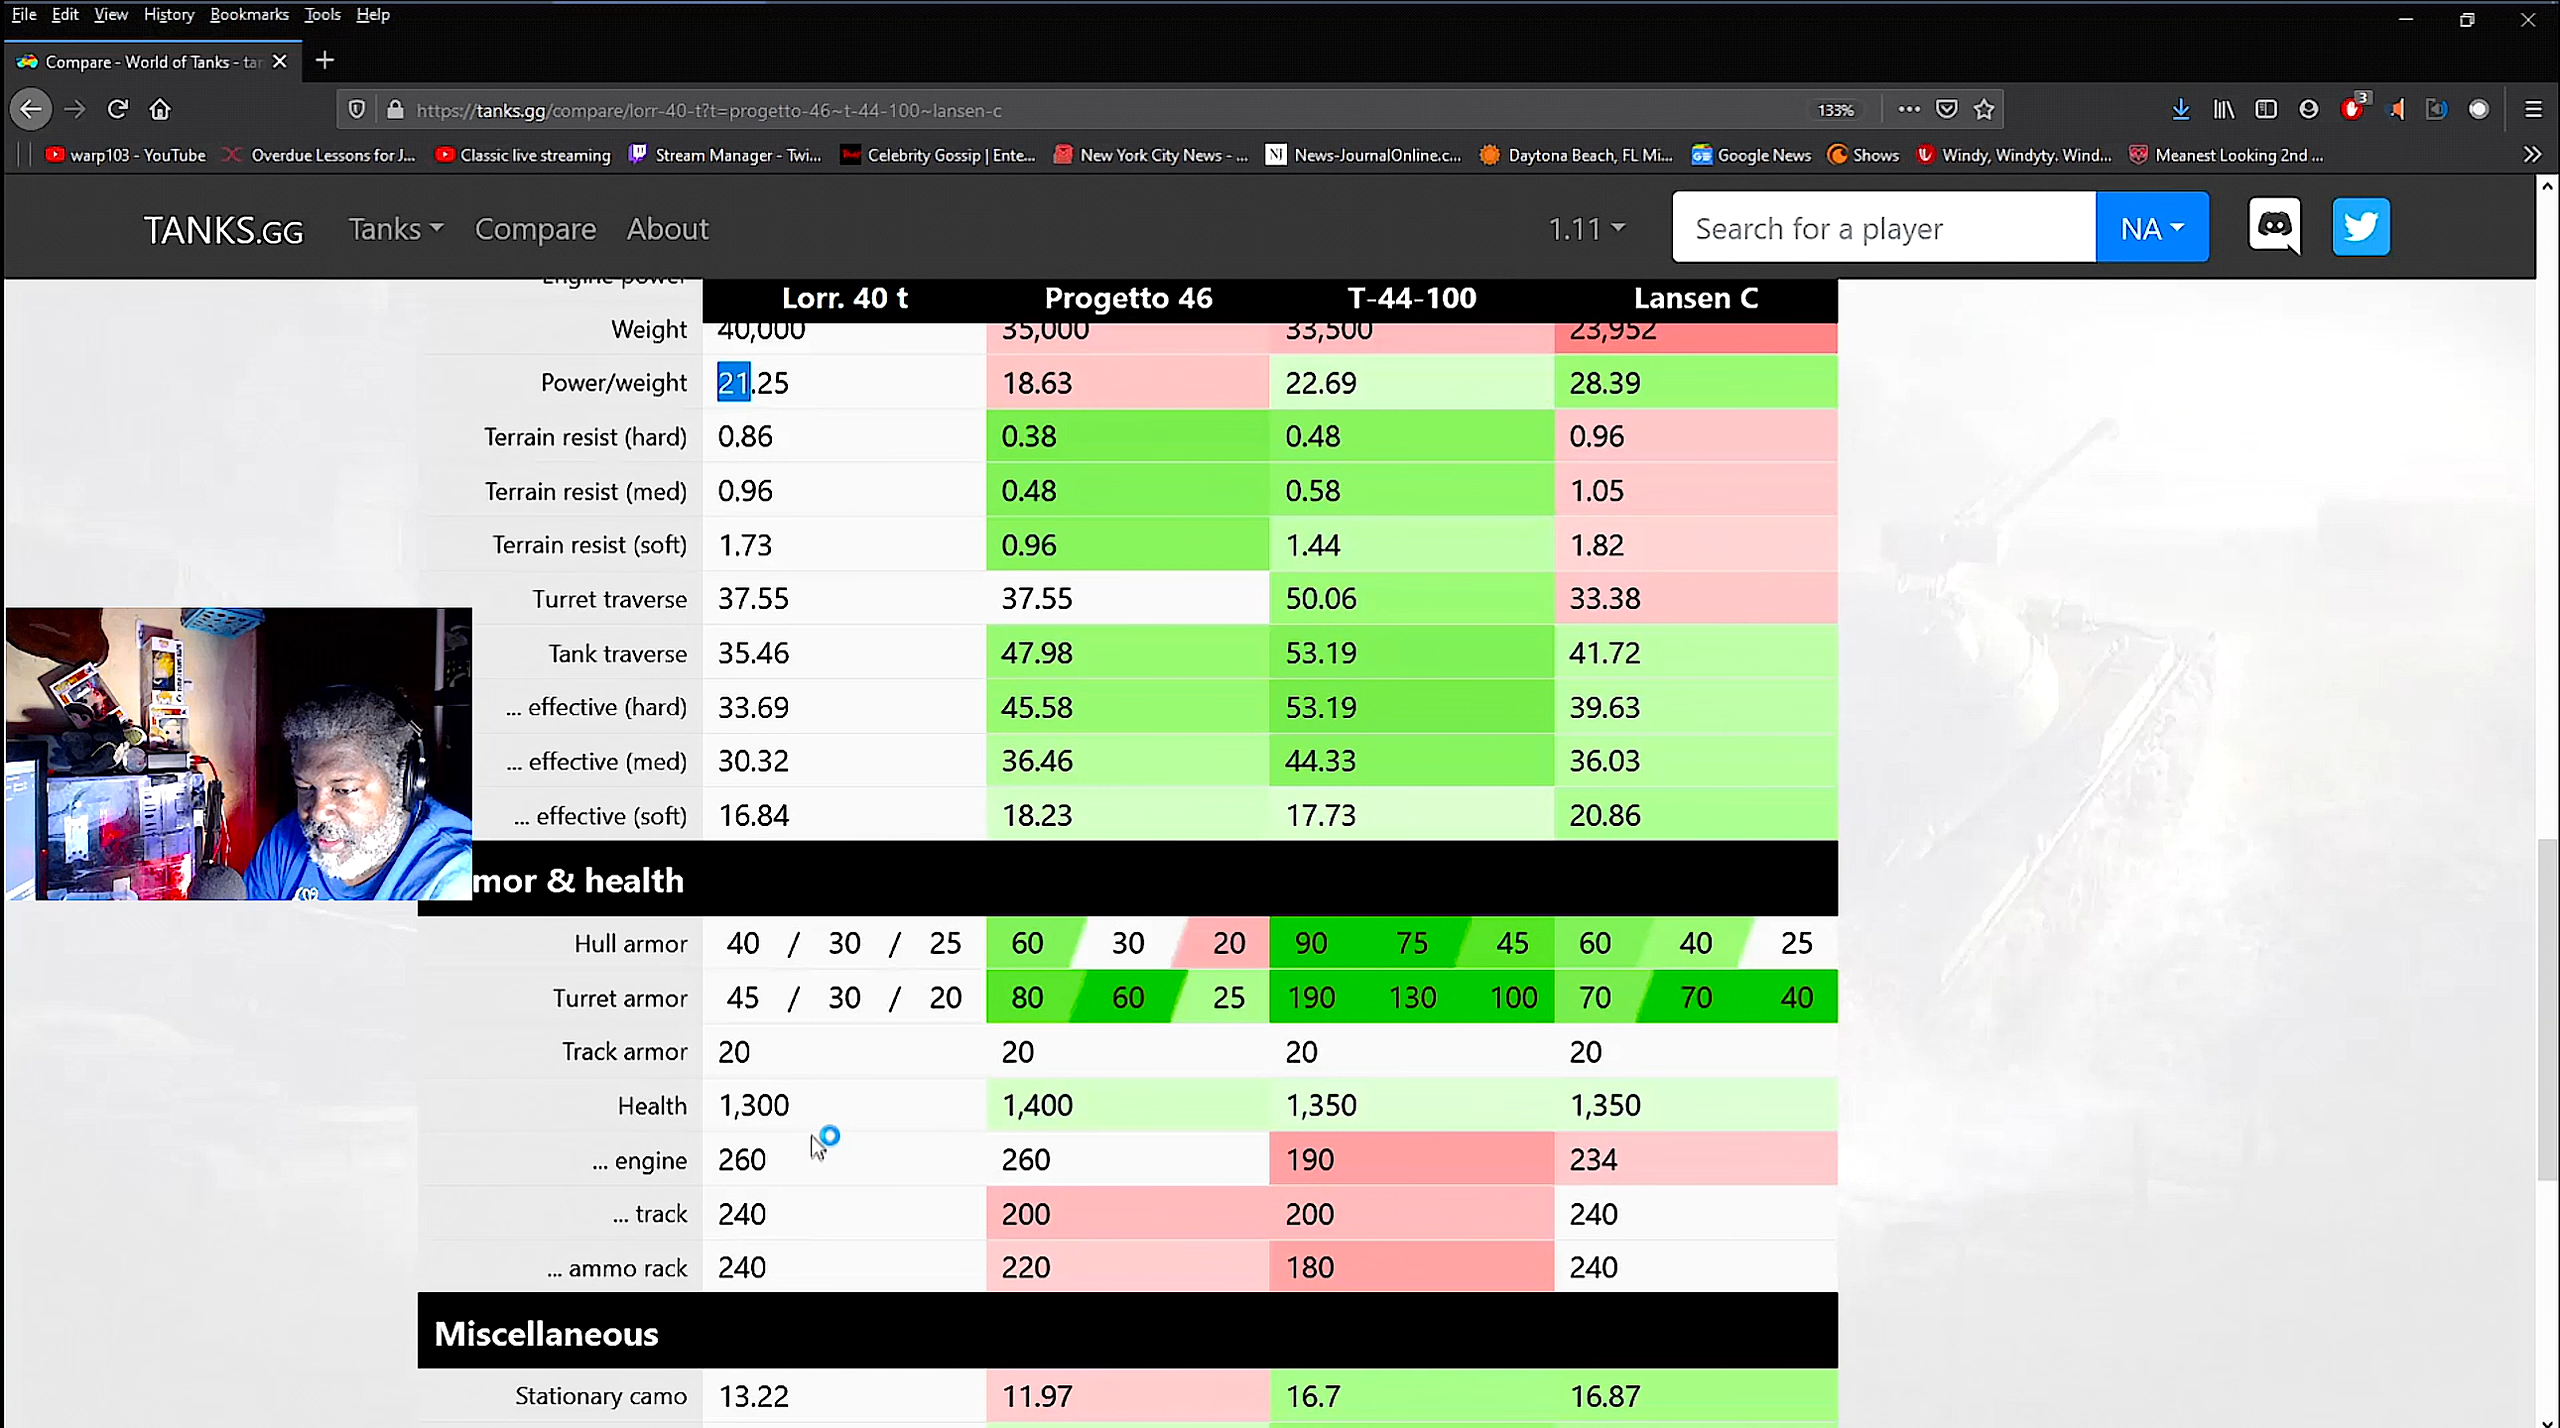 File Edit View History Bookmarks Tools Help
Compare - World of Tanks - tan
https://tanks.gg/compare/lorr-40-t?t=progetto-46~t-44-100~lansen-c 133% 3
warp103 - YouTube Overdue Lessons for J... Classic live streaming Stream Manager - Twi... Celebrity Gossip | Ente... New York City News - ... News-JournalOnline.c... Daytona Beach, FL Mi... Google News Shows Windy, Windyty. Wind... Meanest Looking 2nd ...
TANKS.GG Tanks Compare About 1.11 Search for a player NA
Engine power
Lorr. 40 t Progetto 46 T-44-100 Lansen C
Weight 40,000 35,000 33,500 23,952
Power/weight 21.25 18.63 22.69 28.39
Terrain resist (hard) 0.86 0.38 0.48 0.96
Terrain resist (med) 0.96 0.48 0.58 1.05
Terrain resist (soft) 1.73 0.96 1.44 1.82
Turret traverse 37.55 37.55 50.06 33.38
Tank traverse 35.46 47.98 53.19 41.72
... effective (hard) 33.69 45.58 53.19 39.63
... effective (med) 30.32 36.46 44.33 36.03
... effective (soft) 16.84 18.23 17.73 20.86
mor & health
Hull armor 40 / 30 / 25 60 30 20 90 75 45 60 40 25
Turret armor 45 / 30 / 20 80 60 25 190 130 100 70 70 40
Track armor 20 20 20 20
Health 1,300 1,400 1,350 1,350
... engine 260 260 190 234
... track 240 200 200 240
... ammo rack 240 220 180 240
Miscellaneous
Stationary camo 13.22 11.97 16.7 16.87